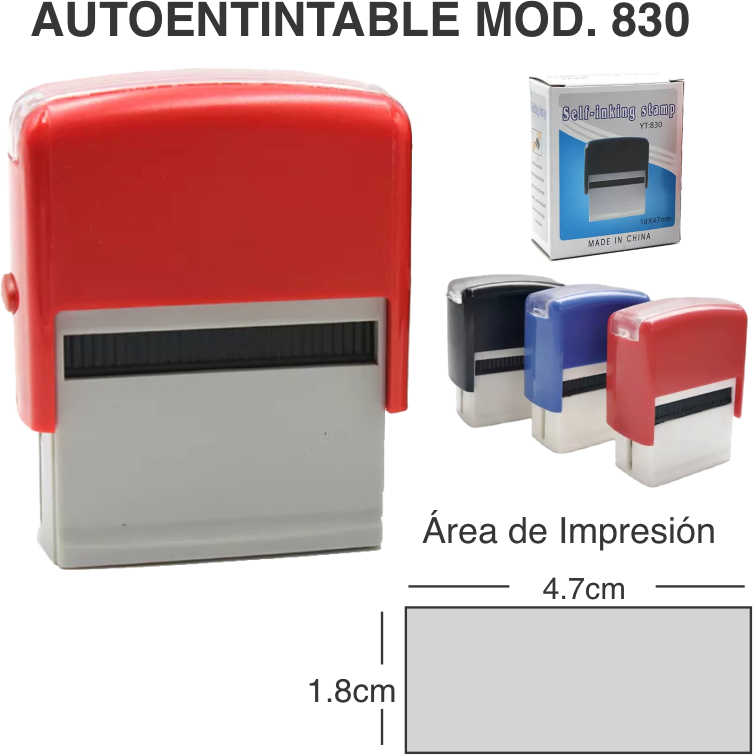 AUTOENTINTABLE MOD. 830
Self-inking stamp
YT-830
18X47mm
MADE IN CHINA
Área de Impresión
4.7cm
1.8cm